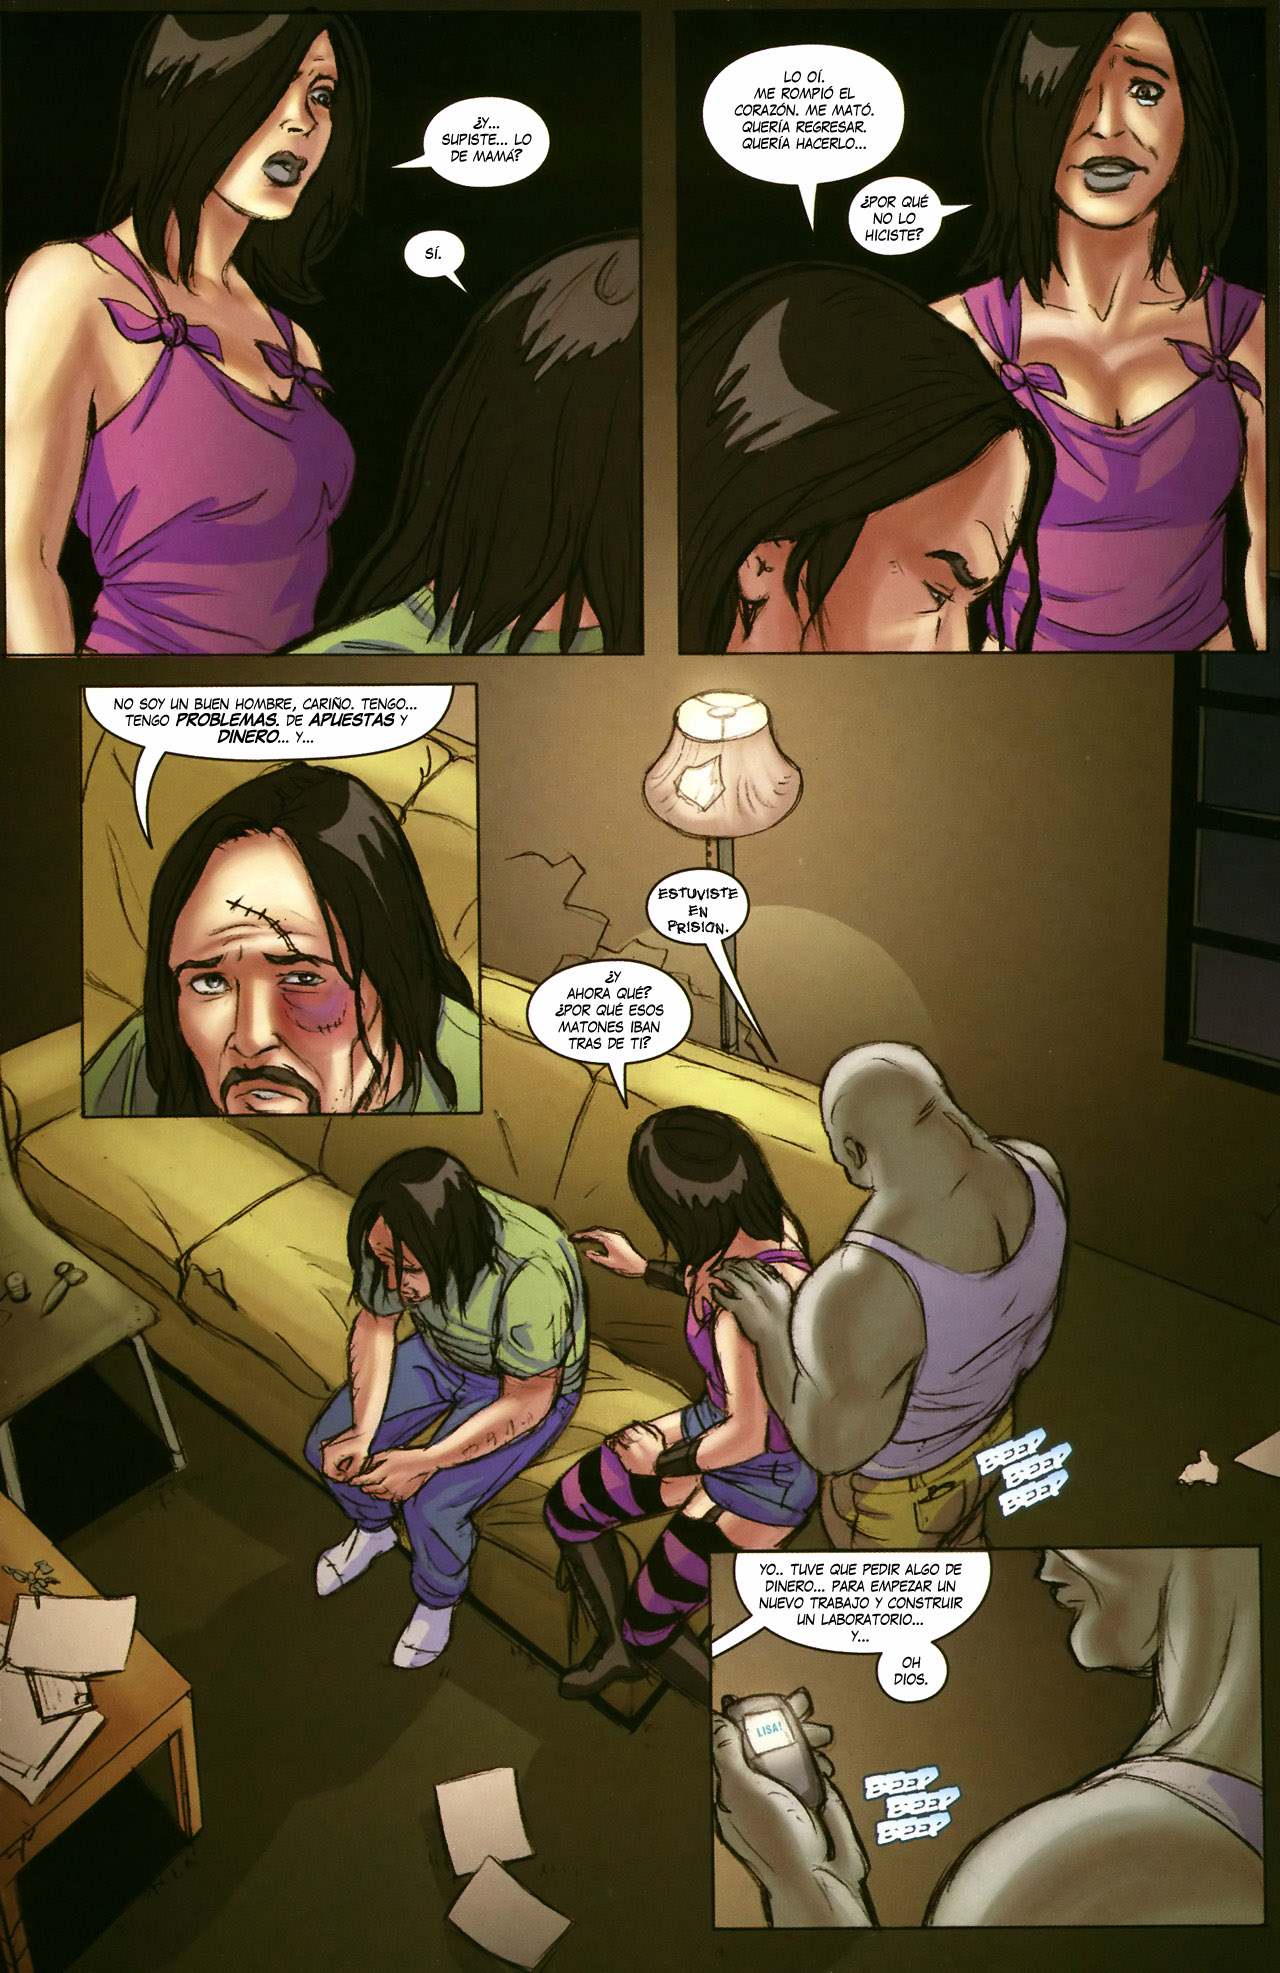 ¿Y...
SUPISTE... LO
DE MAMÁ?
SÍ.
LO OÍ.
ME ROMPIÓ EL
CORAZÓN. ME MATÓ.
QUERÍA REGRESAR.
QUERÍA HACERLO...
¿POR QUÉ
NO LO
HICISTE?
NO SOY UN BUEN HOMBRE, CARIÑO. TENGO...
TENGO PROBLEMAS. DE APUESTAS Y
DINERO... Y...
ESTUVISTE
EN
PRISION.
¿Y
AHORA QUÉ?
¿POR QUÉ ESOS
MATONES IBAN
TRAS DE TI?
BEEP
BEEP
BEEP
YO.. TUVE QUE PEDIR ALGO DE
DINERO... PARA EMPEZAR UN
NUEVO TRABAJO Y CONSTRUIR
UN LABORATORIO...
Y...
OH
DIOS.
LISA!
BEEP
BEEP
BEEP